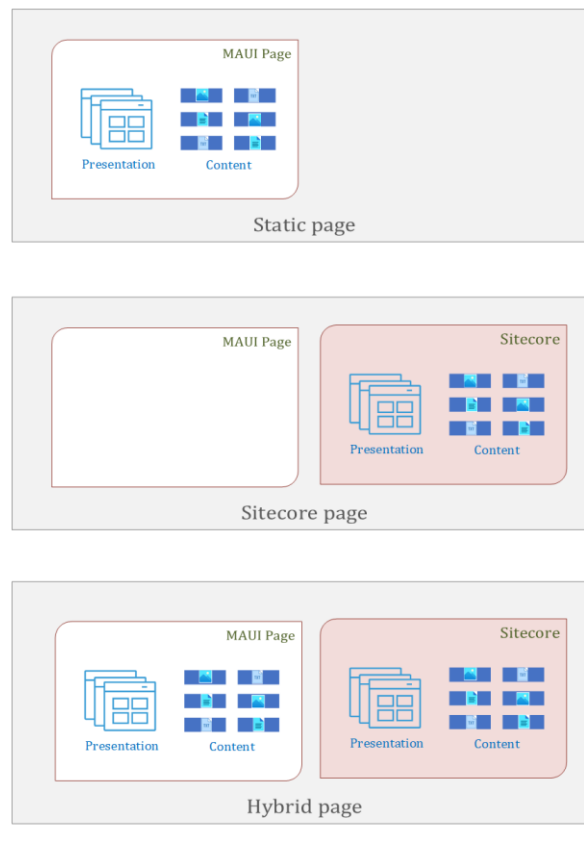 MAUI Page
Presentation Content
Static page
MAUI Page
Sitecore
Presentation Content
Sitecore page
MAUI Page
Sitecore
Presentation Content
Presentation Content
Hybrid page